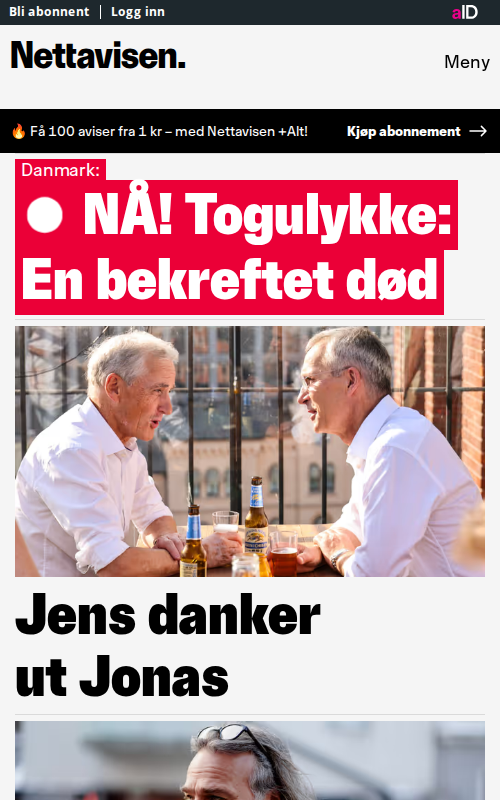 Bli abonnent | Logg inn
aID
Nettavisen.
Meny
🔥 Få 100 aviser fra 1 kr – med Nettavisen +Alt!
Kjøp abonnement →
Danmark:
NÅ! Togulykke:
En bekreftet død
Jens danker
ut Jonas